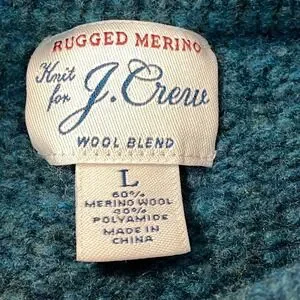 RUGGED MERINO
Knit
for
J.Crew
WOOL BLEND
L
60%
MERINO WOOL
40%
POLYAMIDE
MADE IN
CHINA